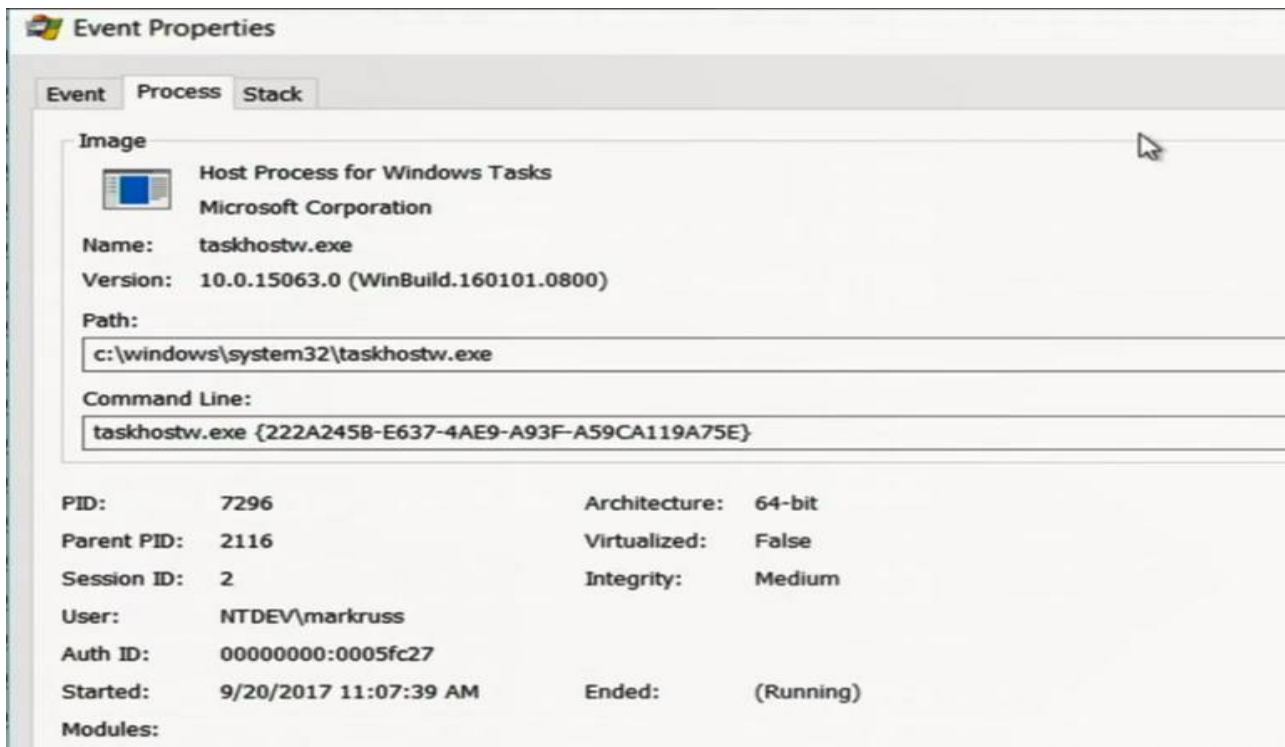 Event Properties
Event Process Stack
Image
Host Process for Windows Tasks
Microsoft Corporation
Name: taskhostw.exe
Version: 10.0.15063.0 (WinBuild.160101.0800)
Path:
c:\windows\system32\taskhostw.exe
Command Line:
taskhostw.exe {222A245B-E637-4AE9-A93F-A59CA119A75E}
PID: 7296 Architecture: 64-bit
Parent PID: 2116 Virtualized: False
Session ID: 2 Integrity: Medium
User: NTDEV\markruss
Auth ID: 00000000:0005fc27
Started: 9/20/2017 11:07:39 AM Ended: (Running)
Modules: